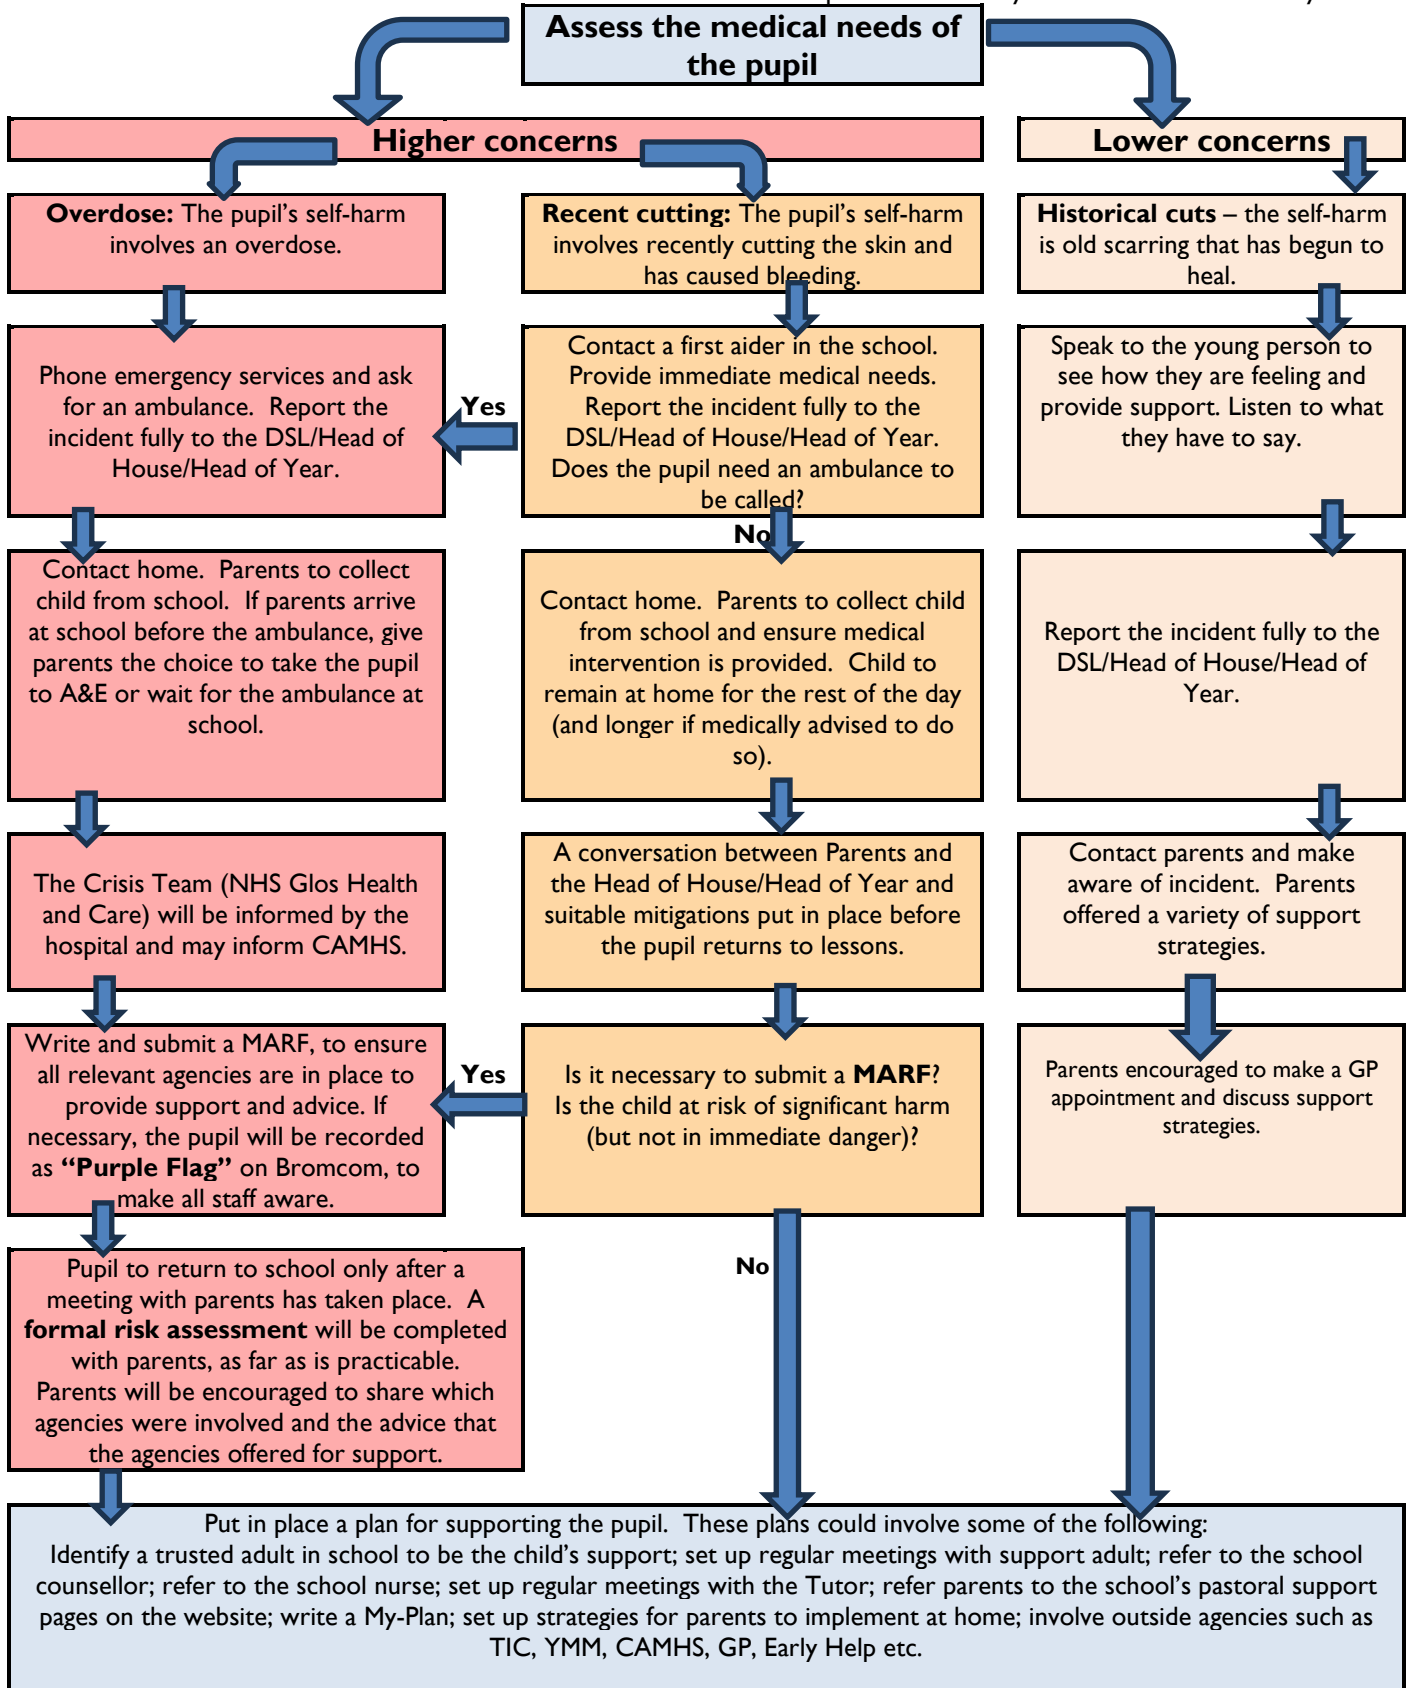 Assess the medical needs of
the pupil
Higher concerns
Lower concerns
Overdose: The pupil's self-harm
involves an overdose.
Recent cutting: The pupil's self-harm
involves recently cutting the skin and
has caused bleeding.
Historical cuts – the self-harm
is old scarring that has begun to
heal.
Phone emergency services and ask
for an ambulance.  Report the
incident fully to the DSL/Head of
House/Head of Year.
Yes
Contact a first aider in the school.
Provide immediate medical needs.
Report the incident fully to the
DSL/Head of House/Head of Year.
Does the pupil need an ambulance to
be called?
No
Speak to the young person to
see how they are feeling and
provide support. Listen to what
they have to say.
Contact home.  Parents to collect
child from school.  If parents arrive
at school before the ambulance, give
parents the choice to take the pupil
to A&E or wait for the ambulance at
school.
Contact home.  Parents to collect child
from school and ensure medical
intervention is provided.  Child to
remain at home for the rest of the day
(and longer if medically advised to do
so).
Report the incident fully to the
DSL/Head of House/Head of
Year.
The Crisis Team (NHS Glos Health
and Care) will be informed by the
hospital and may inform CAMHS.
A conversation between Parents and
the Head of House/Head of Year and
suitable mitigations put in place before
the pupil returns to lessons.
Contact parents and make
aware of incident.  Parents
offered a variety of support
strategies.
Write and submit a MARF, to ensure
all relevant agencies are in place to
provide support and advice. If
necessary, the pupil will be recorded
as “Purple Flag” on Bromcom, to
make all staff aware.
Yes
Is it necessary to submit a MARF?
Is the child at risk of significant harm
(but not in immediate danger)?
No
Parents encouraged to make a GP
appointment and discuss support
strategies.
Pupil to return to school only after a
meeting with parents has taken place.  A
formal risk assessment will be completed
with parents, as far as is practicable.
Parents will be encouraged to share which
agencies were involved and the advice that
the agencies offered for support.
Put in place a plan for supporting the pupil.  These plans could involve some of the following:
Identify a trusted adult in school to be the child's support; set up regular meetings with support adult; refer to the school
counsellor; refer to the school nurse; set up regular meetings with the Tutor; refer parents to the school's pastoral support
pages on the website; write a My-Plan; set up strategies for parents to implement at home; involve outside agencies such as
TIC, YMM, CAMHS, GP, Early Help etc.